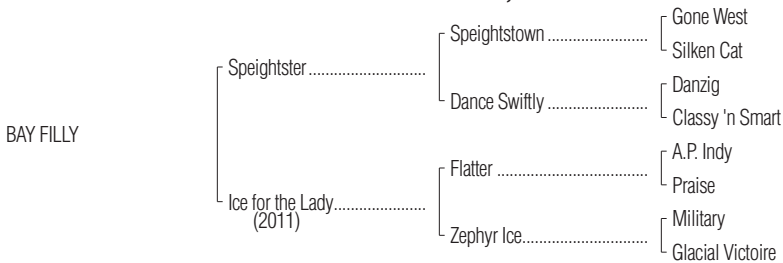 Gone West
Speightstown ........................
Silken Cat
Speightster ...........................
Danzig
Dance Swiftly ........................
Classy 'n Smart
BAY FILLY
A.P. Indy
Flatter ....................................
Praise
Ice for the Lady .....................
(2011)
Military
Zephyr Ice ..............................
Glacial Victoire